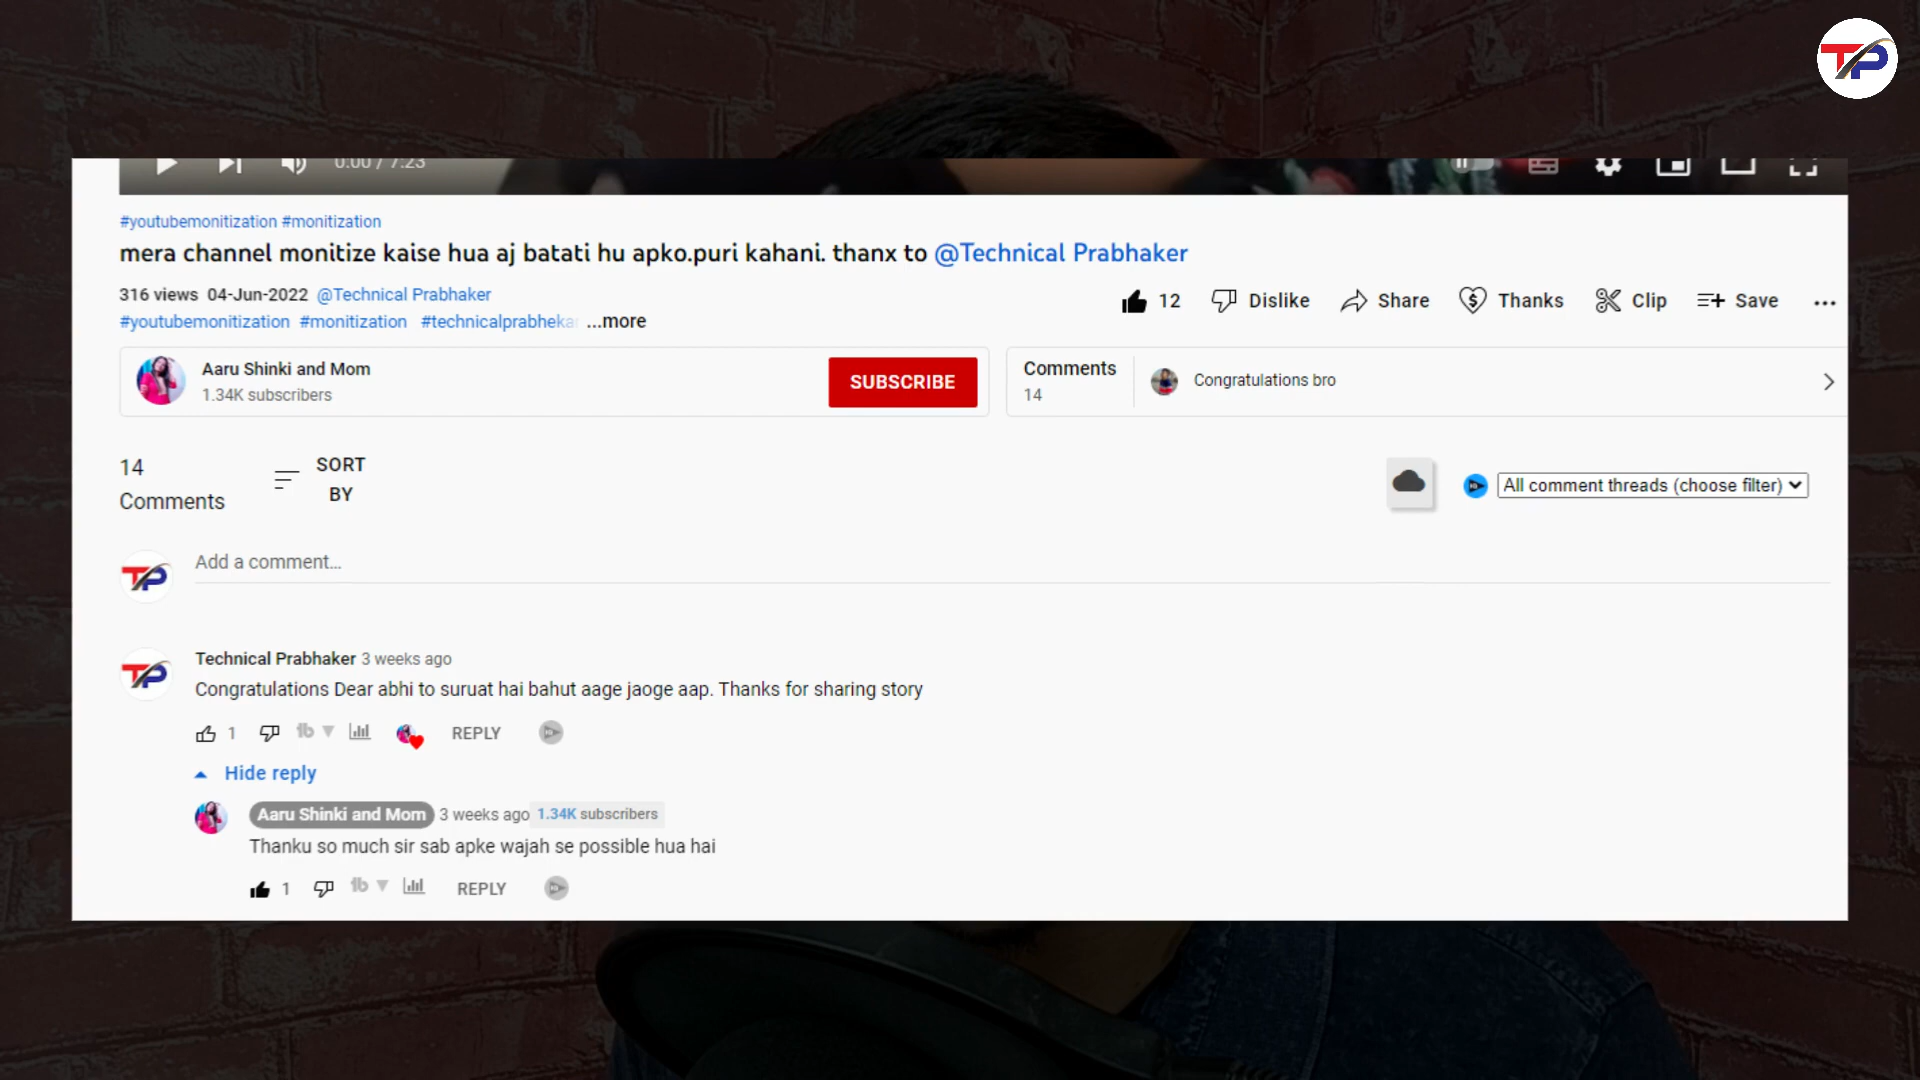 TP
0:00 / 7:23
#youtubemonitization #monitization
mera channel monitize kaise hua aj batati hu apko.puri kahani. thanx to @Technical Prabhaker
316 views 04-Jun-2022 @Technical Prabhaker
#youtubemonitization #monitization #technicalprabheka ...more
12 Dislike Share Thanks Clip Save
Aaru Shinki and Mom
1.34K subscribers
SUBSCRIBE
Comments
14
Congratulations bro
14
Comments
SORT
BY
All comment threads (choose filter)
TP
Add a comment...
TP
Technical Prabhaker 3 weeks ago
Congratulations Dear abhi to suruat hai bahut aage jaoge aap. Thanks for sharing story
1 REPLY
Hide reply
Aaru Shinki and Mom 3 weeks ago 1.34K subscribers
Thanku so much sir sab apke wajah se possible hua hai
1 REPLY